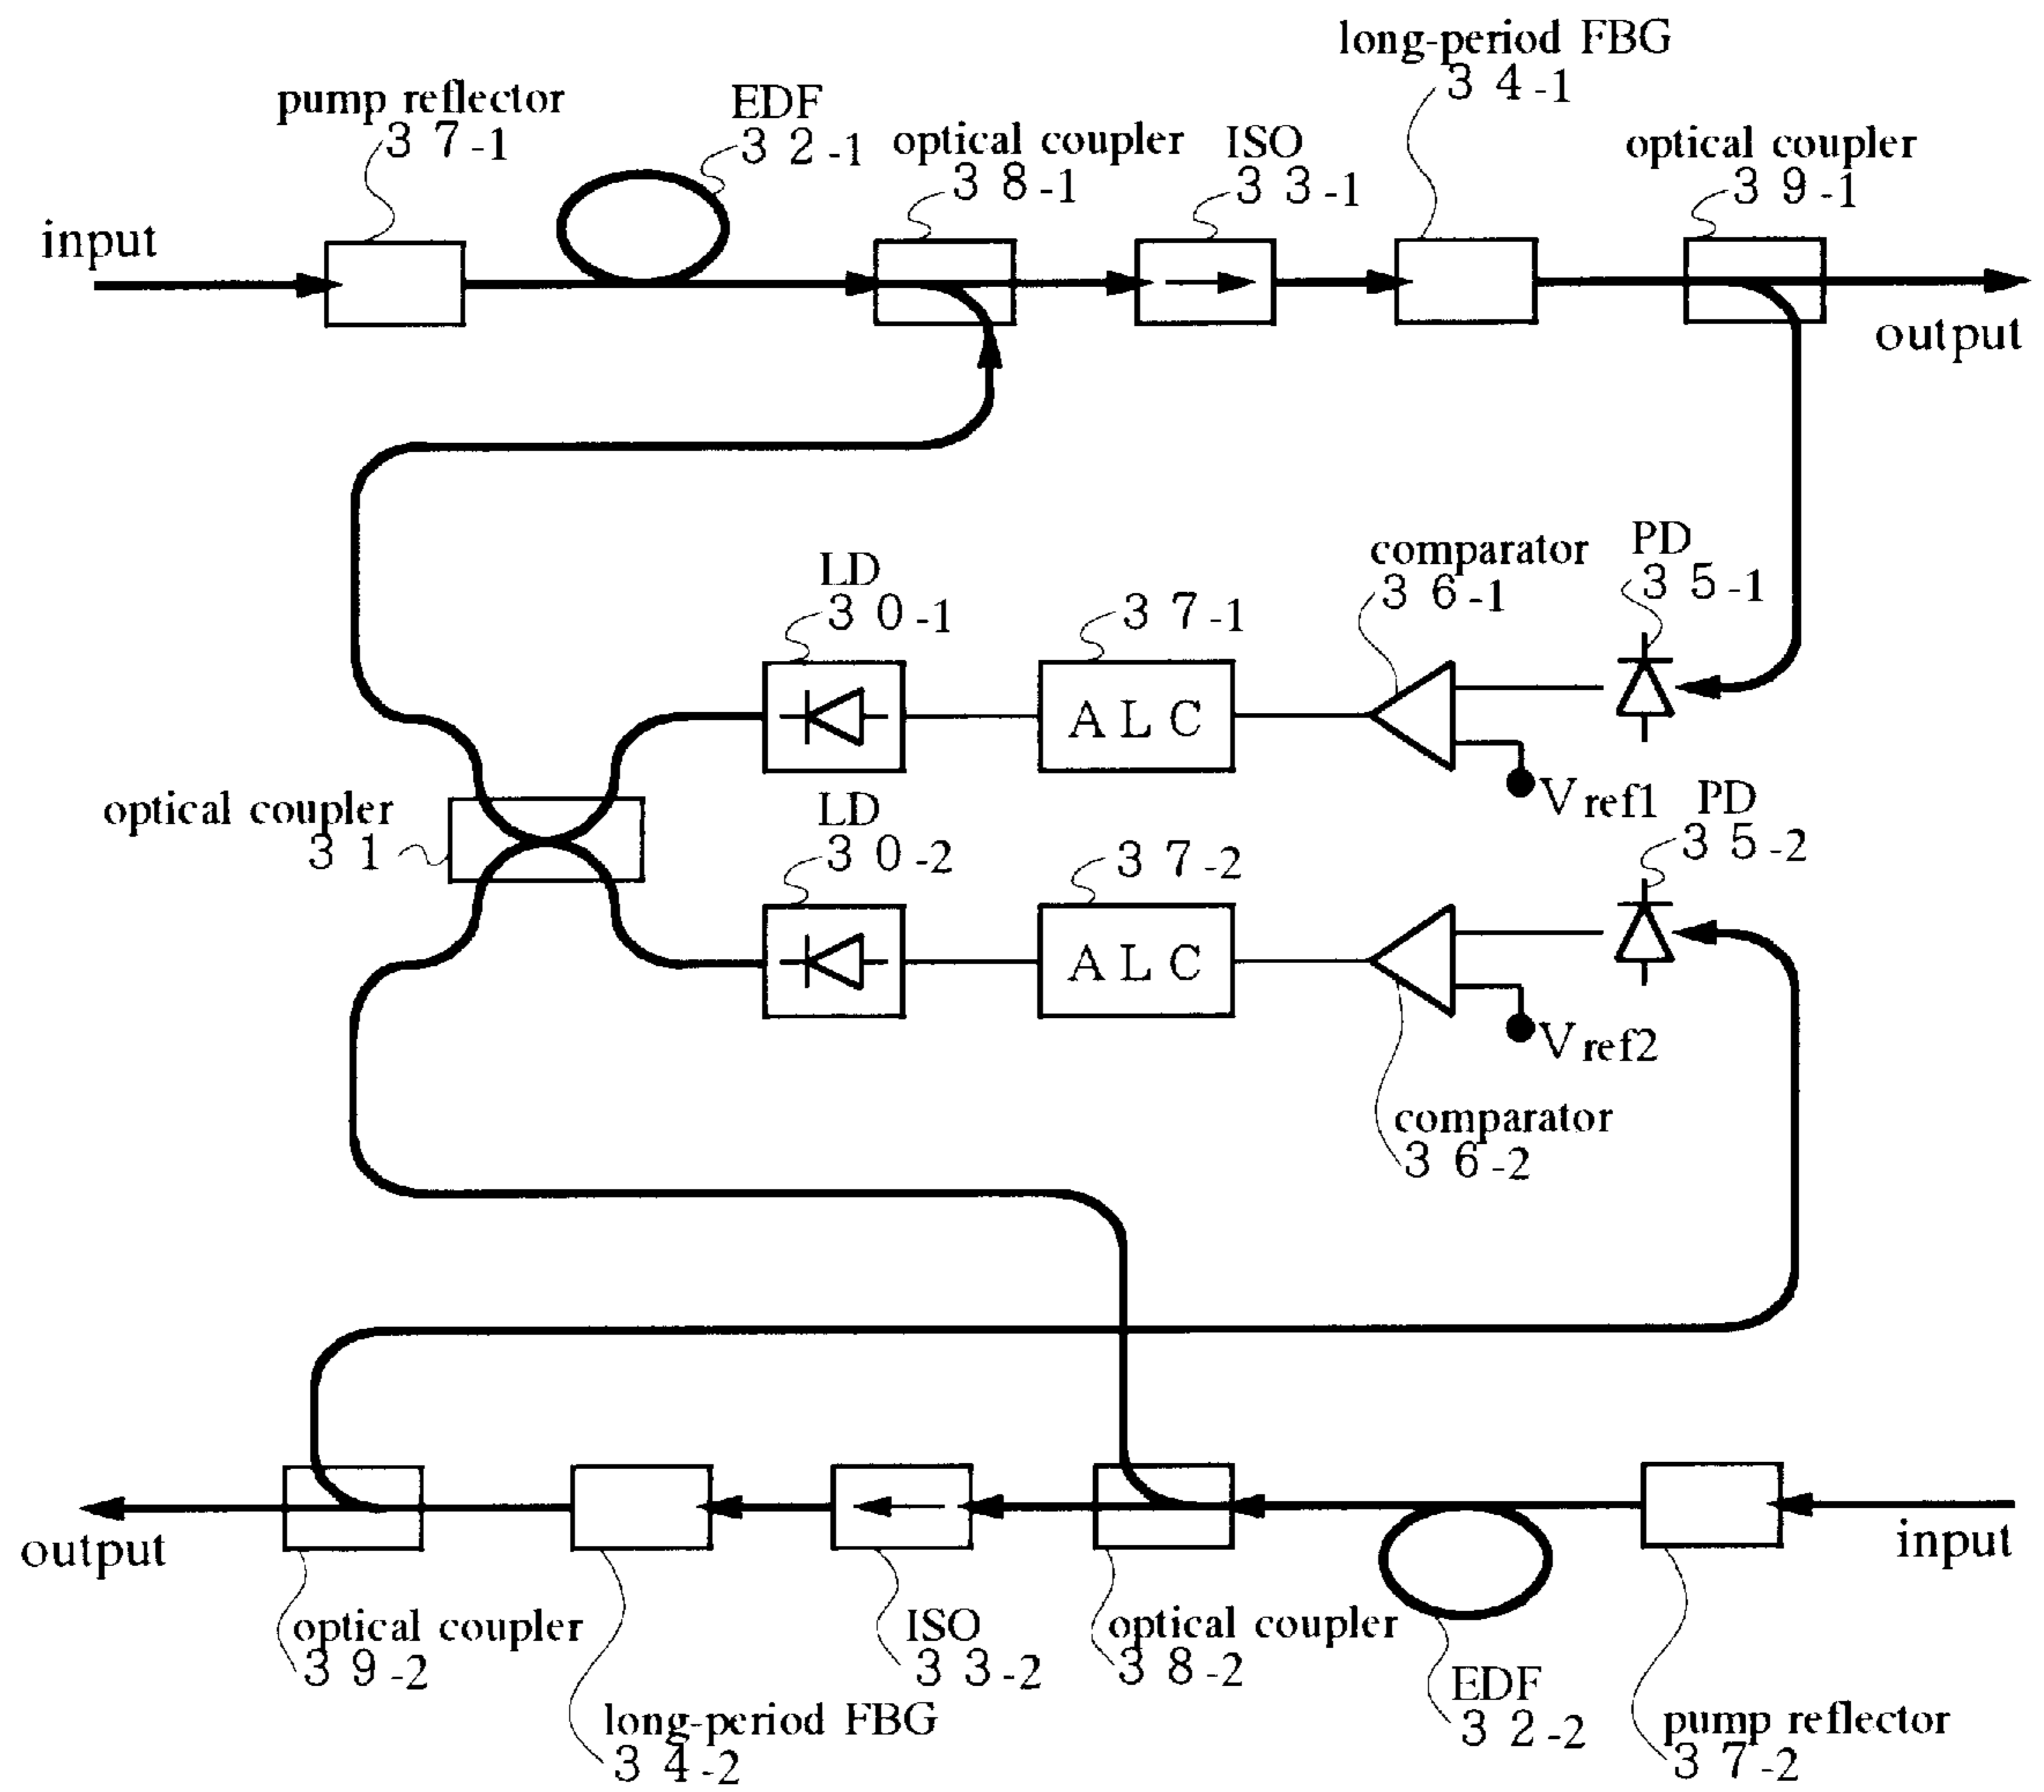 long-period FBG
3 4 -1
pump reflector
3 7 -1
EDF
3 2 -1
optical coupler
3 8 -1
ISO
3 3 -1
optical coupler
3 9 -1
input
output
LD
3 0 -1
3 7 -1
comparator
3 6 -1
PD
3 5 -1
A L C
V ref1
optical coupler
3 1
LD
3 0 -2
3 7 -2
PD
3 5 -2
A L C
V ref2
comparator
3 6 -2
output
input
optical coupler
3 9 -2
ISO
3 3 -2
optical coupler
3 8 -2
long-period FBG
3 4 -2
EDF
3 2 -2
pump reflector
3 7 -2